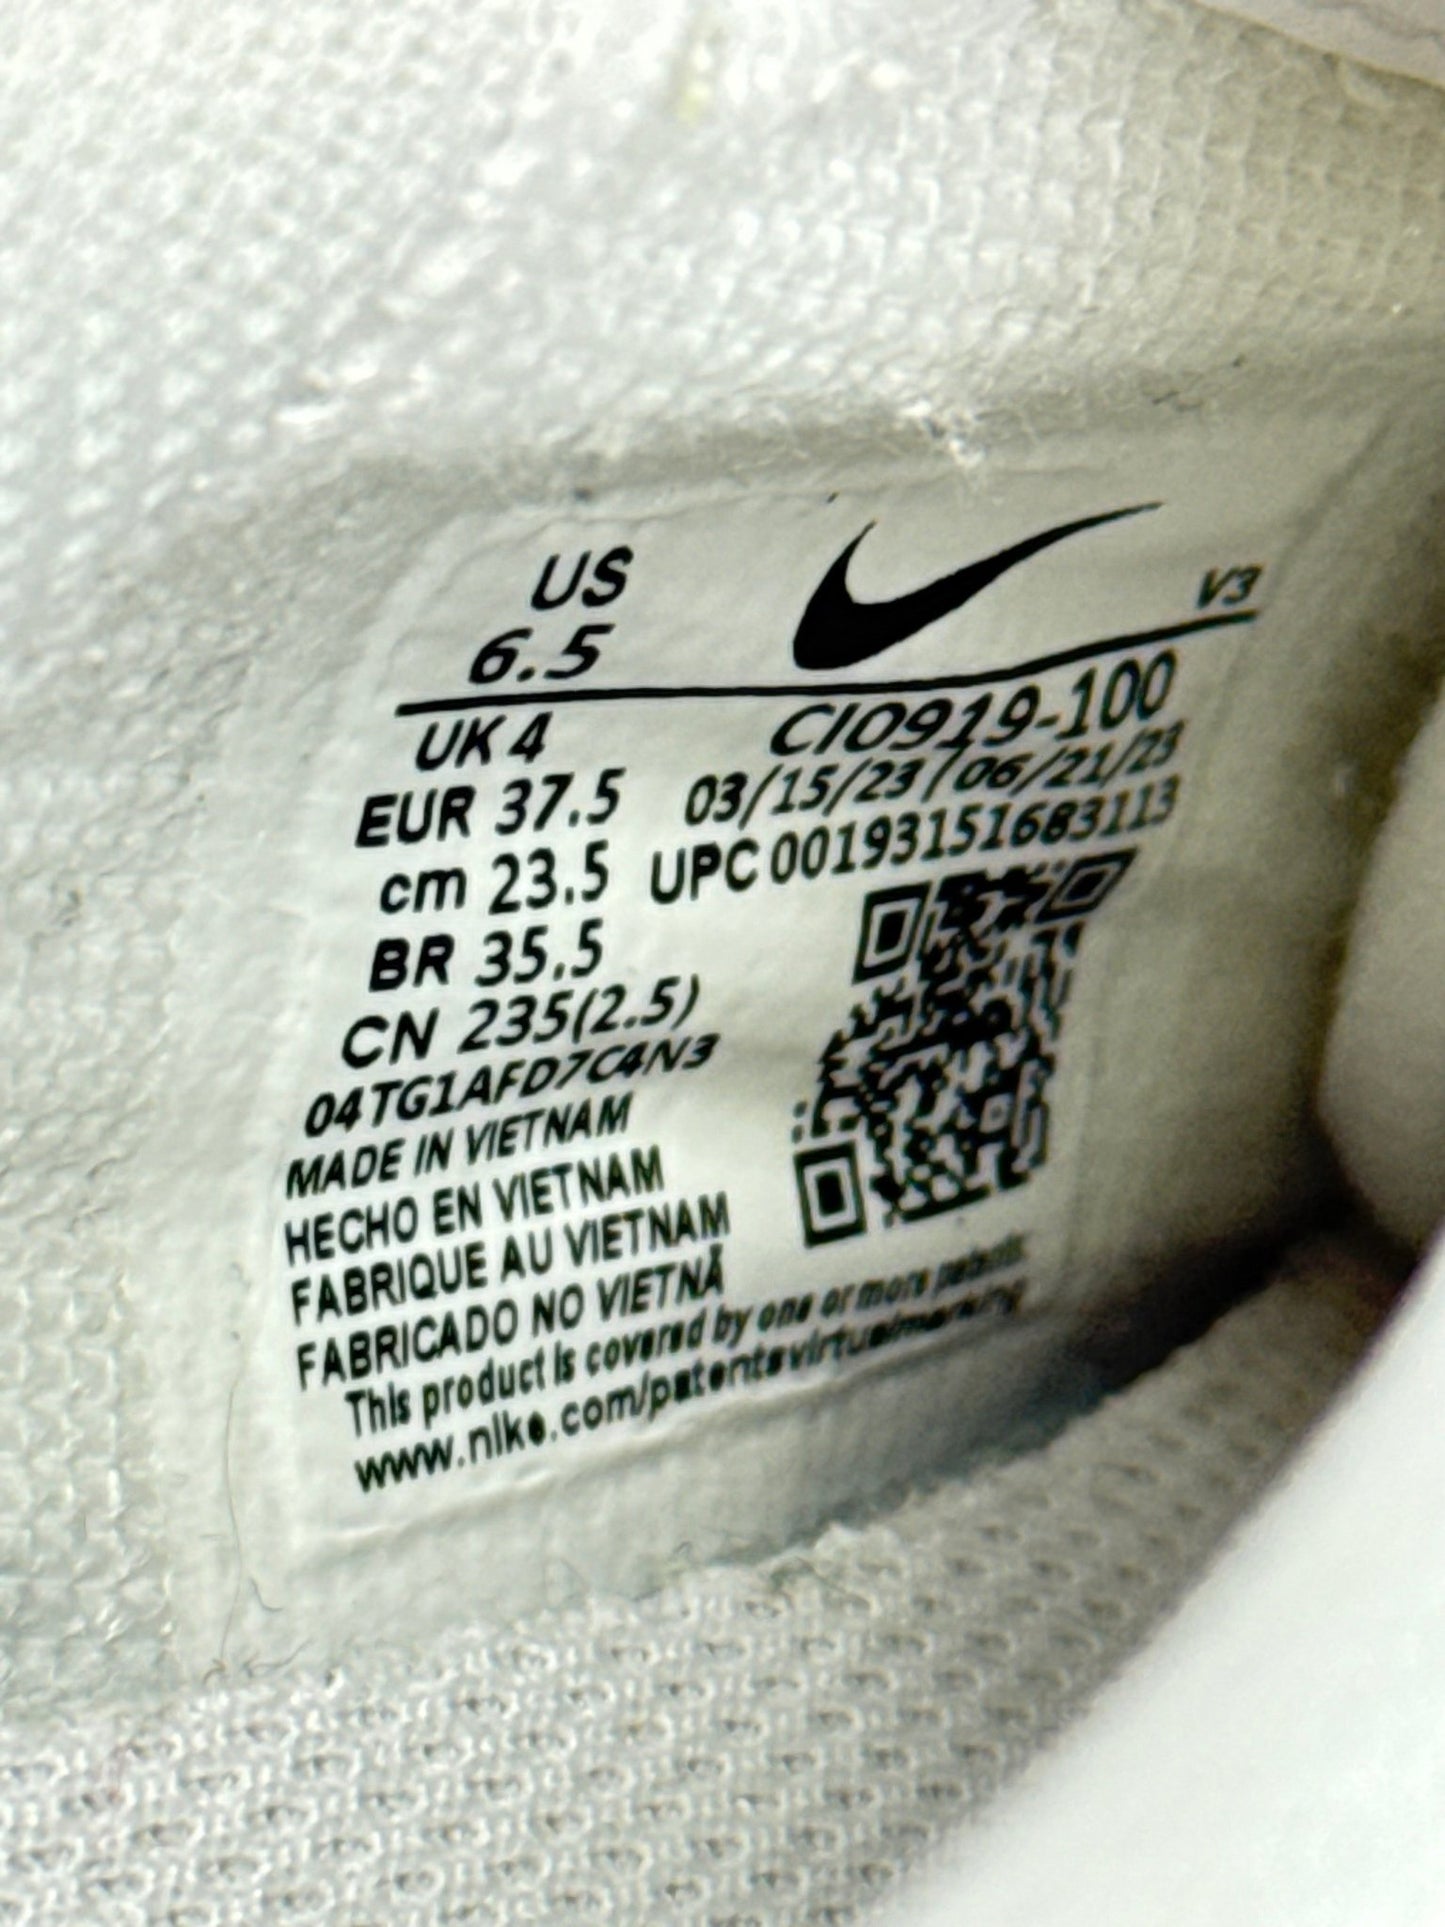 US
6.5
V3
UK 4
CI0919-100
EUR 37.5
03/15/23 / 06/21/23
cm 23.5
UPC 00193151683113
BR 35.5
CN 235(2.5)
04TG1AFD7C4N3
MADE IN VIETNAM
HECHO EN VIETNAM
FABRIQUE AU VIETNAM
FABRICADO NO VIETNÃ
This product is covered by one or more patents
www.nike.com/patentsvirtualmarking